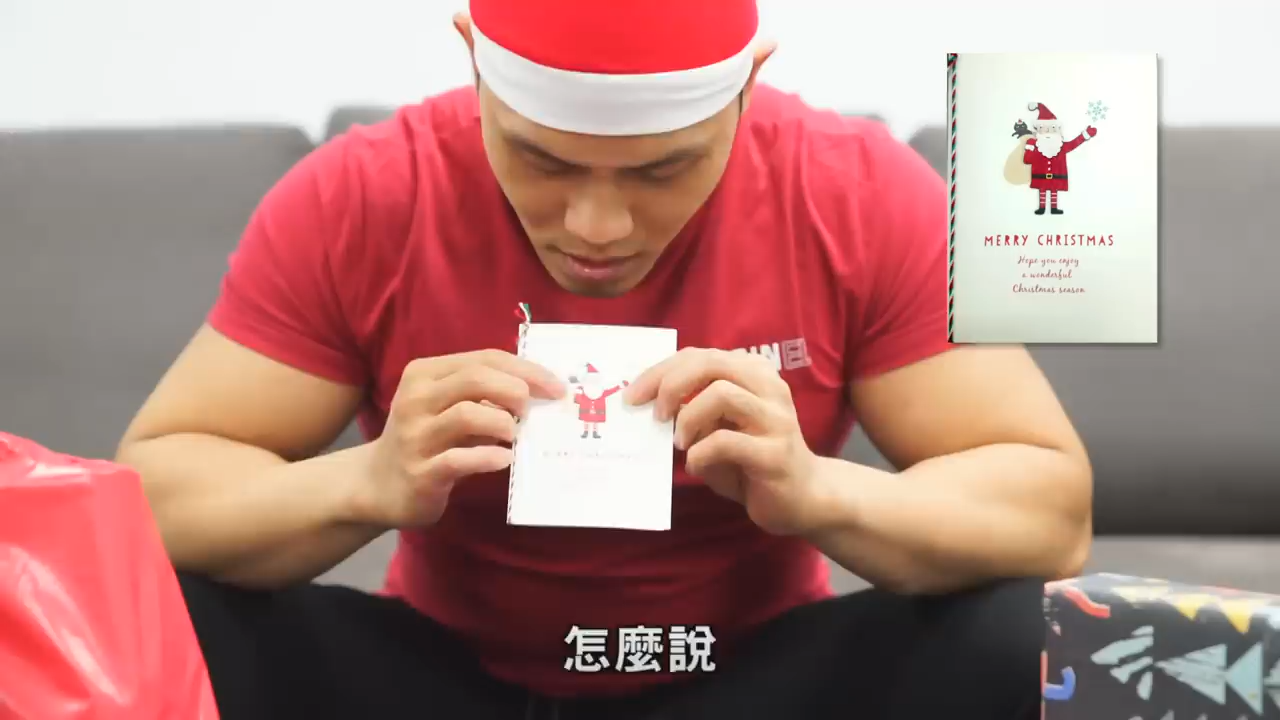 MERRY CHRISTMAS
Hope you enjoy
a wonderful
Christmas season
怎麼說